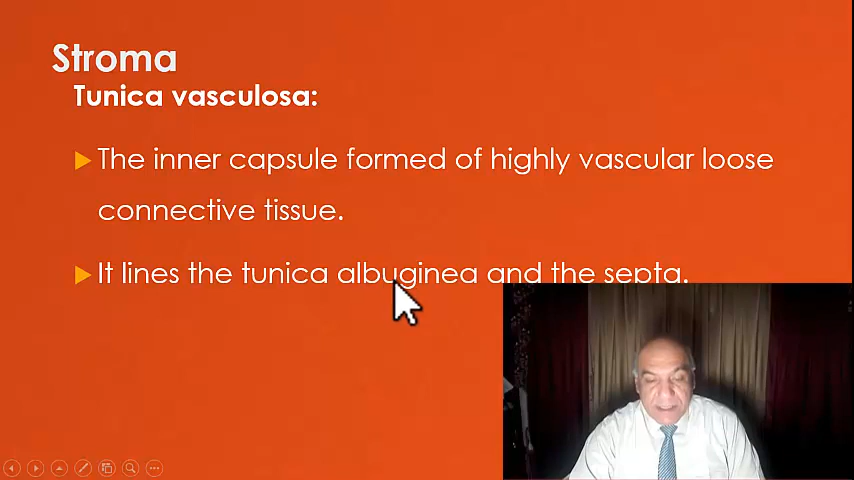 Stroma
Tunica vasculosa:
The inner capsule formed of highly vascular loose
connective tissue.
It lines the tunica albuginea and the septa.